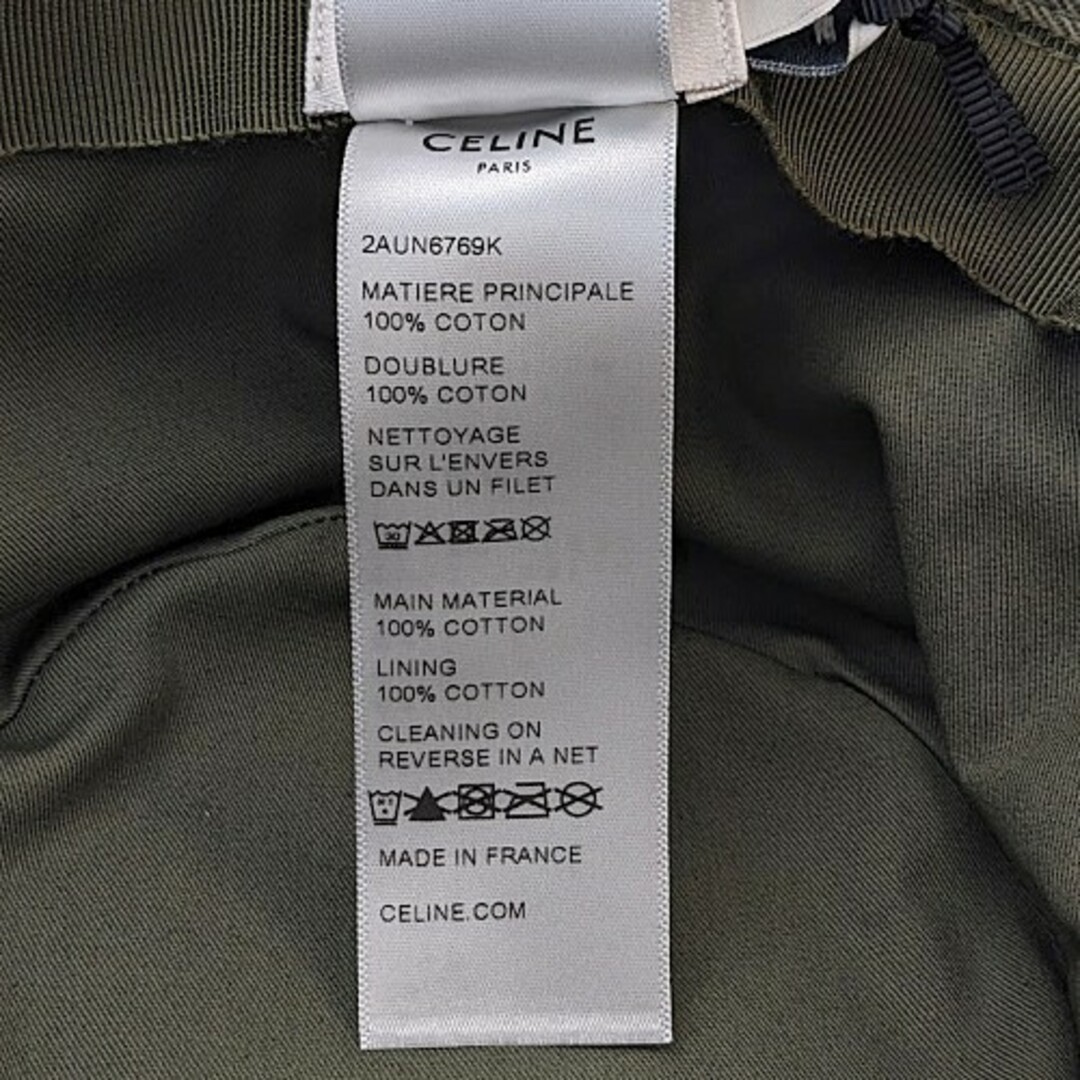 CELINE
PARIS
2AUN6769K
MATIERE PRINCIPALE
100% COTON
DOUBLURE
100% COTON
NETTOYAGE
SUR L'ENVERS
DANS UN FILET
30
MAIN MATERIAL
100% COTTON
LINING
100% COTTON
CLEANING ON
REVERSE IN A NET
MADE IN FRANCE
CELINE.COM